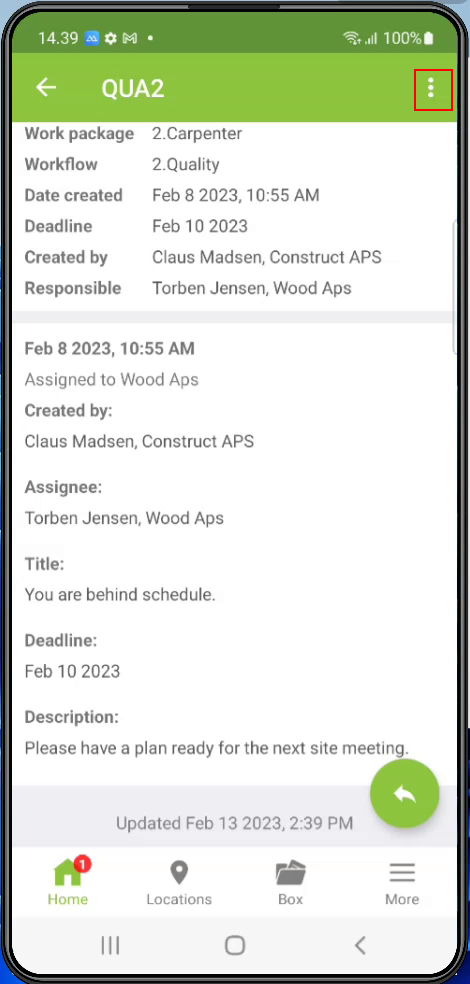 14.39 100%
QUA2
Work package 2.Carpenter
Workflow 2.Quality
Date created Feb 8 2023, 10:55 AM
Deadline Feb 10 2023
Created by Claus Madsen, Construct APS
Responsible Torben Jensen, Wood Aps
Feb 8 2023, 10:55 AM
Assigned to Wood Aps
Created by:
Claus Madsen, Construct APS
Assignee:
Torben Jensen, Wood Aps
Title:
You are behind schedule.
Deadline:
Feb 10 2023
Description:
Please have a plan ready for the next site meeting.
Updated Feb 13 2023, 2:39 PM
1
Home Locations Box More